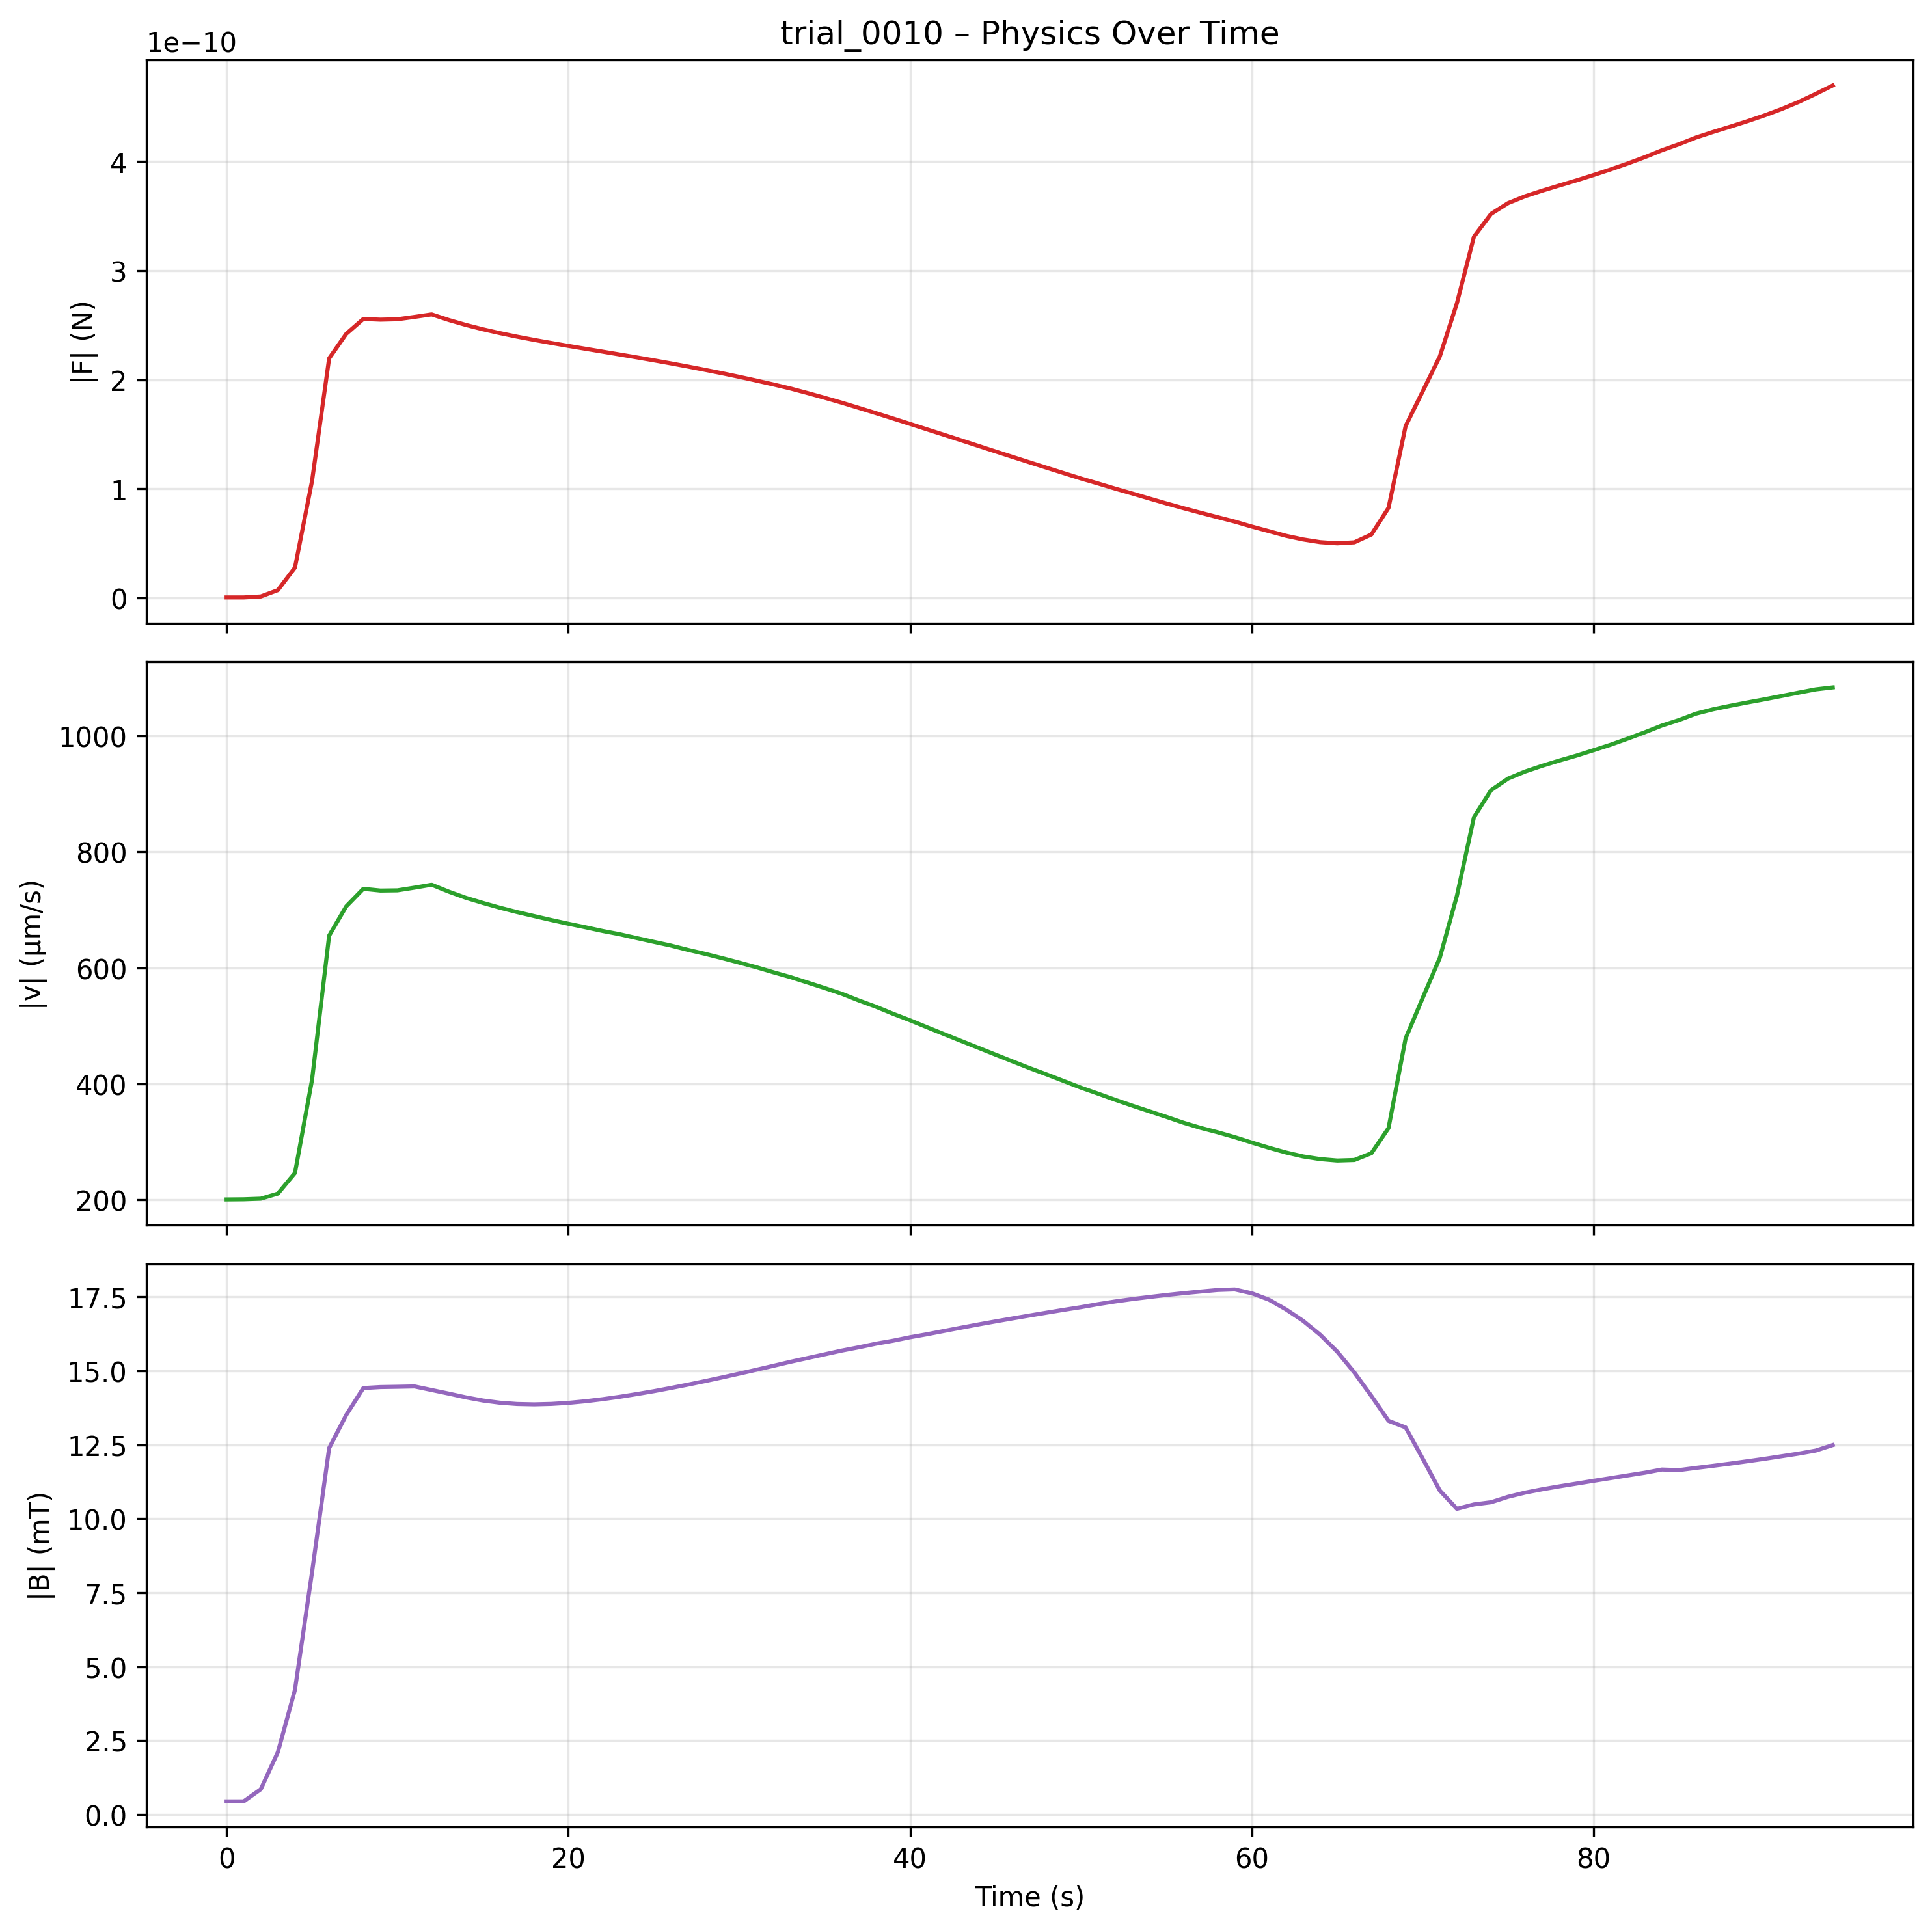 trial_0010 – Physics Over Time
1e−10
4
3
2
1
0
|F| (N)
1000
800
600
400
200
|v| (μm/s)
17.5
15.0
12.5
10.0
7.5
5.0
2.5
0.0
|B| (mT)
0 20 40 60 80
Time (s)